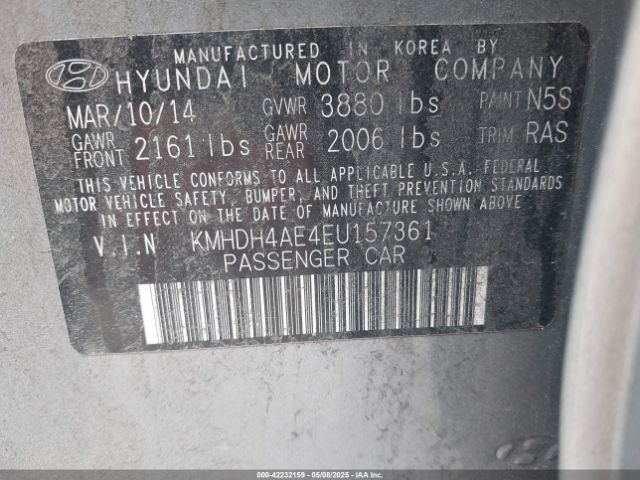 MANUFACTURED IN KOREA BY
HYUNDAI MOTOR COMPANY
MAR/10/14 GVWR 3880 lbs PAINT N5S
GAWR FRONT 2161 lbs GAWR REAR 2006 lbs TRIM RAS
THIS VEHICLE CONFORMS TO ALL APPLICABLE U.S.A. FEDERAL
MOTOR VEHICLE SAFETY, BUMPER, AND THEFT PREVENTION STANDARDS
IN EFFECT ON THE DATE OF MANUFACTURE SHOWN ABOVE
V.I.N KMHDH4AE4EU157361
PASSENGER CAR
000-42232159 - 05/08/2025 - IAAI.COM